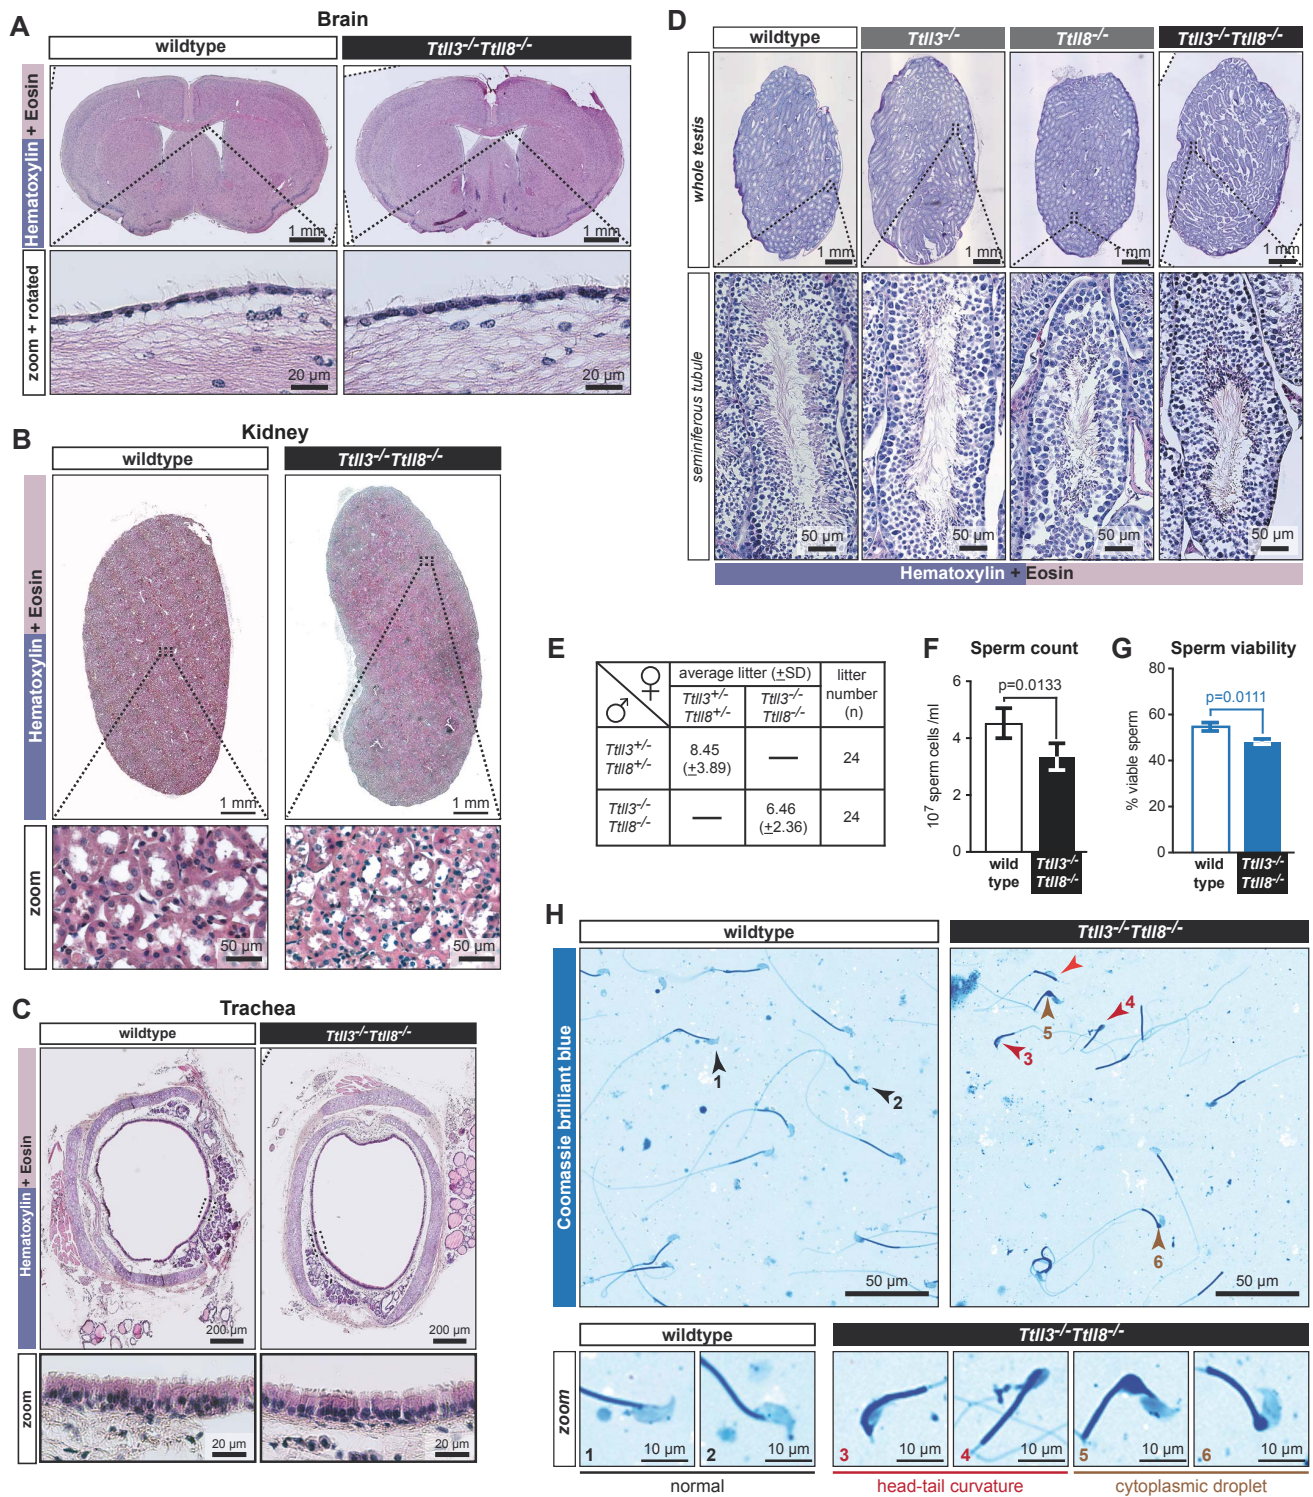 A
Brain
wildtype
Ttll3-/-Ttll8-/-
Hematoxylin + Eosin
1 mm
1 mm
zoom + rotated
20 µm
20 µm
B
Kidney
wildtype
Ttll3-/-Ttll8-/-
Hematoxylin + Eosin
1 mm
1 mm
zoom
50 µm
50 µm
C
Trachea
wildtype
Ttll3-/-Ttll8-/-
Hematoxylin + Eosin
200 µm
200 µm
zoom
20 µm
20 µm
D
wildtype
Ttll3-/-
Ttll8-/-
Ttll3-/-Ttll8-/-
whole testis
1 mm
1 mm
1 mm
1 mm
seminiferous tubule
50 µm
50 µm
50 µm
50 µm
Hematoxylin + Eosin
E
♂
♀
average litter (±SD)
litter number (n)
Ttll3+/- Ttll8+/-
Ttll3-/- Ttll8-/-
Ttll3+/- Ttll8+/-
8.45 (±3.89)
—
24
Ttll3-/- Ttll8-/-
—
6.46 (±2.36)
24
F
Sperm count
10⁷ sperm cells /ml
6
4
2
0
p=0.0133
wild type
Ttll3-/- Ttll8-/-
G
Sperm viability
% viable sperm
80
60
40
20
0
p=0.0111
wild type
Ttll3-/- Ttll8-/-
H
wildtype
Ttll3-/-Ttll8-/-
Coomassie brilliant blue
1
2
50 µm
5
4
3
6
50 µm
wildtype
Ttll3-/-Ttll8-/-
zoom
1
10 µm
2
10 µm
3
10 µm
4
10 µm
5
10 µm
6
10 µm
normal
head-tail curvature
cytoplasmic droplet